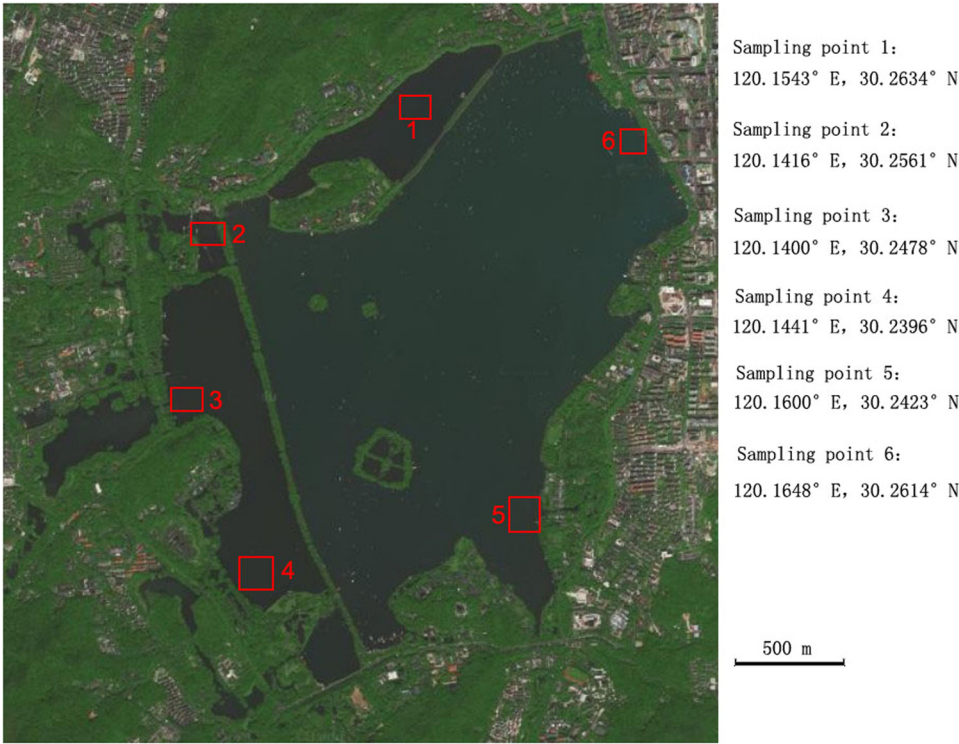 1
6
2
3
5
4
Sampling point 1:
120.1543° E, 30.2634° N
Sampling point 2:
120.1416° E, 30.2561° N
Sampling point 3:
120.1400° E, 30.2478° N
Sampling point 4:
120.1441° E, 30.2396° N
Sampling point 5:
120.1600° E, 30.2423° N
Sampling point 6:
120.1648° E, 30.2614° N
500 m